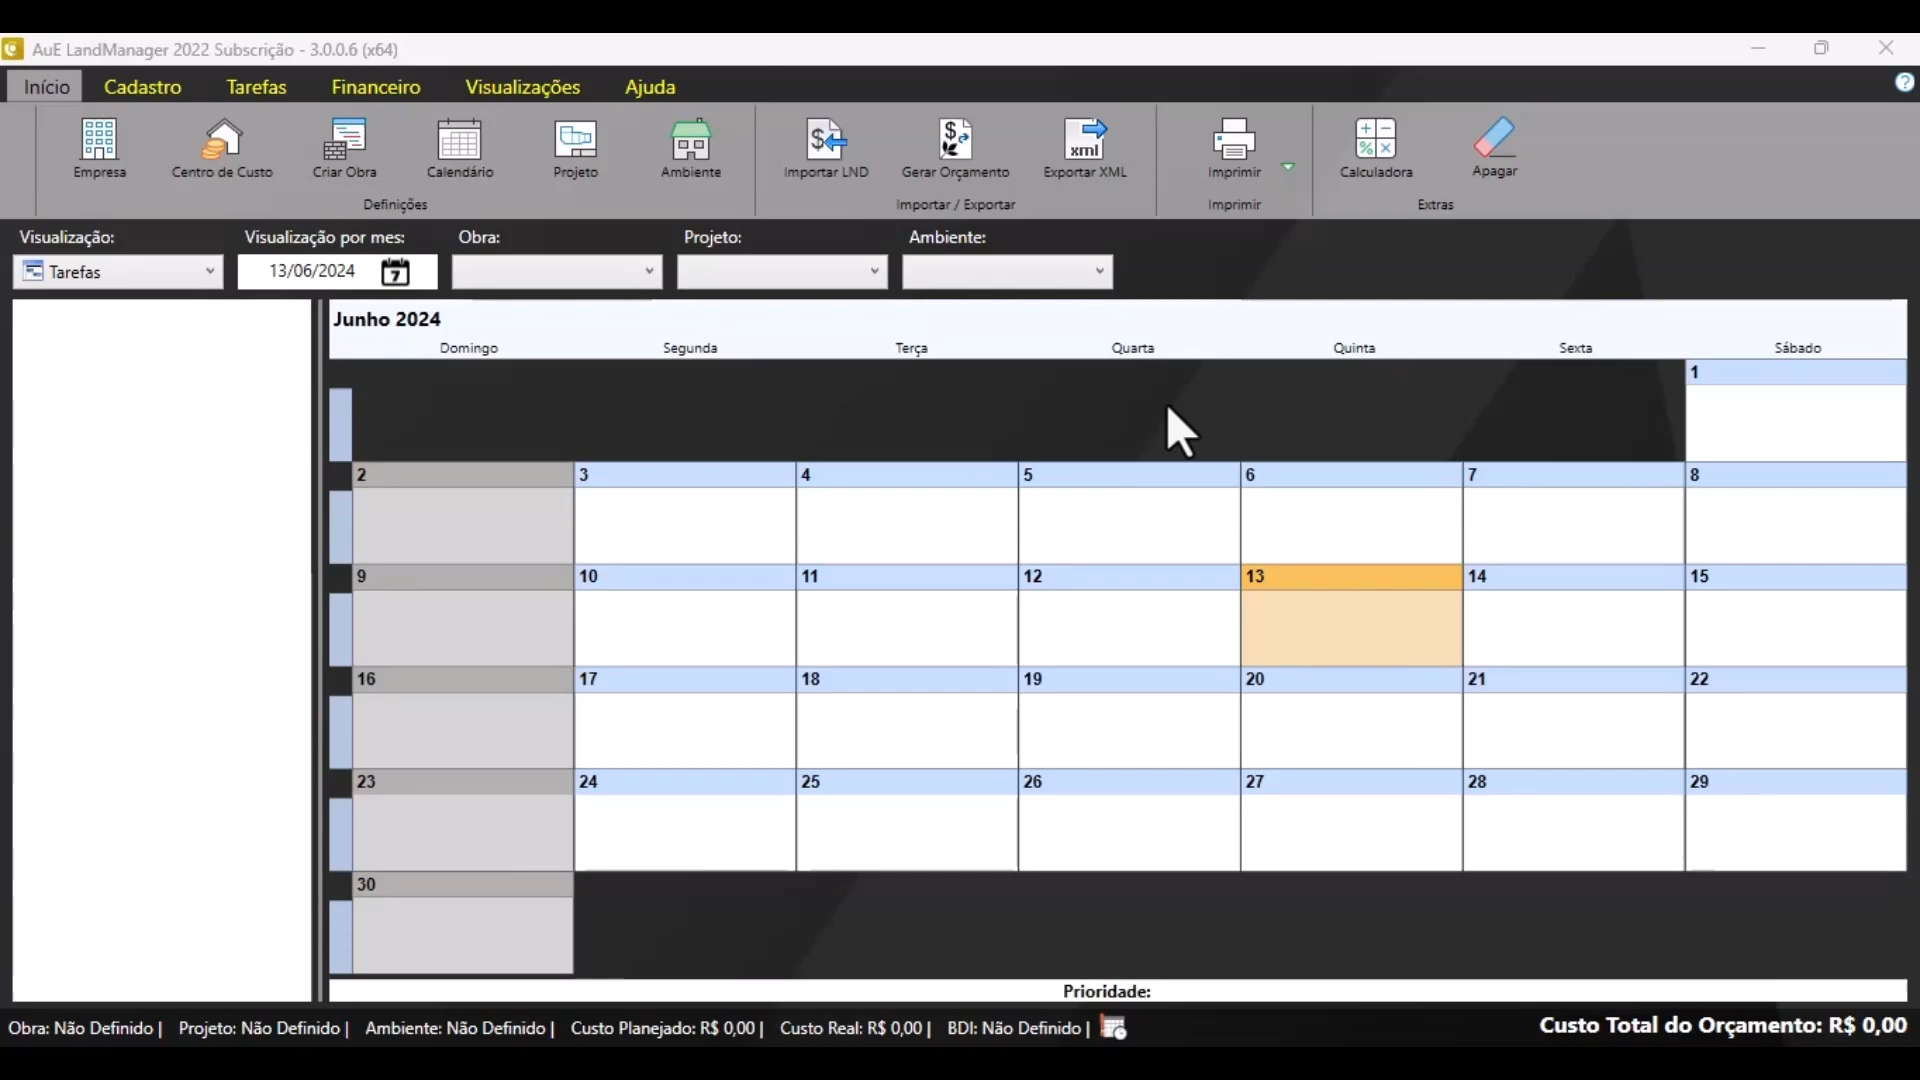 AuE LandManager 2022 Subscrição - 3.0.0.6 (x64)
Início Cadastro Tarefas Financeiro Visualizações Ajuda
Empresa Centro de Custo Criar Obra Calendário Projeto Ambiente Importar LND Gerar Orçamento Exportar XML Imprimir Calculadora Apagar
Definições Importar / Exportar Imprimir Extras
Visualização: Visualização por mes: Obra: Projeto: Ambiente:
Tarefas 13/06/2024
Junho 2024
Domingo Segunda Terça Quarta Quinta Sexta Sábado
1
2 3 4 5 6 7 8
9 10 11 12 13 14 15
16 17 18 19 20 21 22
23 24 25 26 27 28 29
30
Prioridade:
Obra: Não Definido | Projeto: Não Definido | Ambiente: Não Definido | Custo Planejado: R$ 0,00 | Custo Real: R$ 0,00 | BDI: Não Definido | Custo Total do Orçamento: R$ 0,00